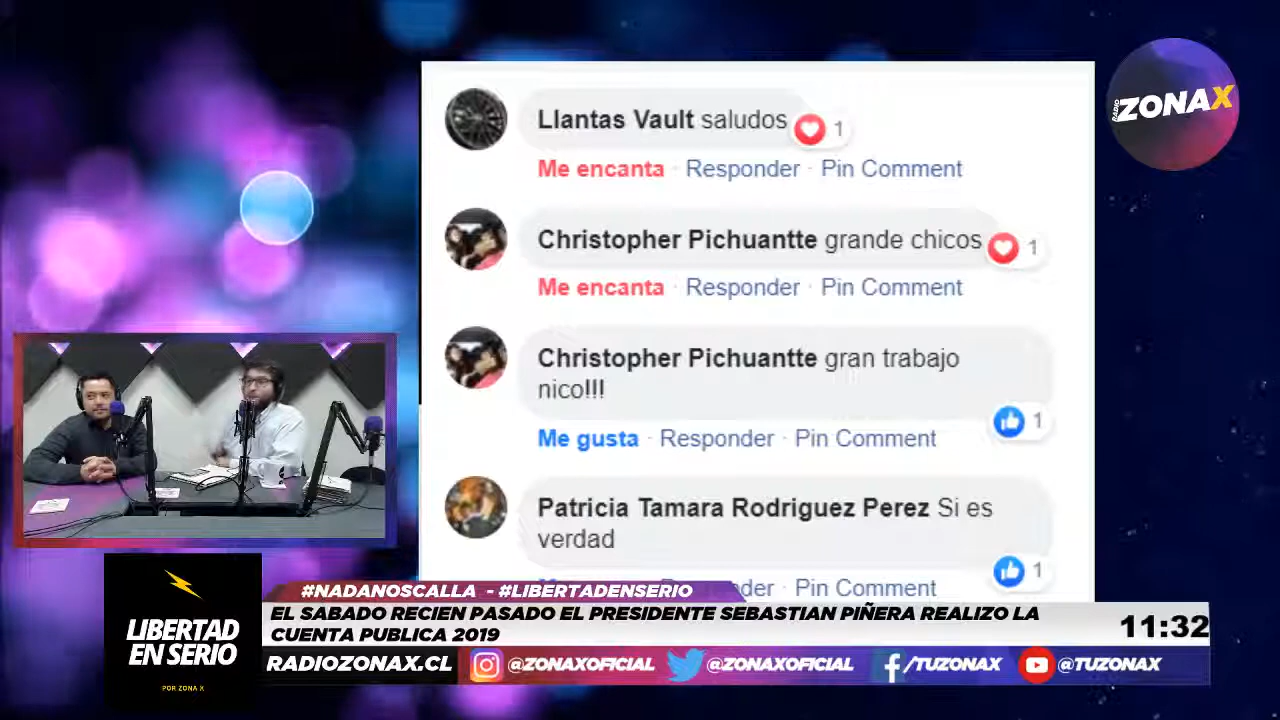 RADIO
ZONAX
Llantas Vault saludos
1
Me encanta · Responder · Pin Comment
Christopher Pichuantte grande chicos
1
Me encanta · Responder · Pin Comment
Christopher Pichuantte gran trabajo
nico!!!
1
Me gusta · Responder · Pin Comment
Patricia Tamara Rodriguez Perez Si es
verdad
1
Pin Comment
#NADANOSCALLA - #LIBERTADENSERIO
EL SABADO RECIEN PASADO EL PRESIDENTE SEBASTIAN PIÑERA REALIZO LA
CUENTA PUBLICA 2019
11:32
LIBERTAD
EN SERIO
POR ZONA X
RADIOZONAX.CL @ZONAXOFICIAL @ZONAXOFICIAL /TUZONAX @TUZONAX